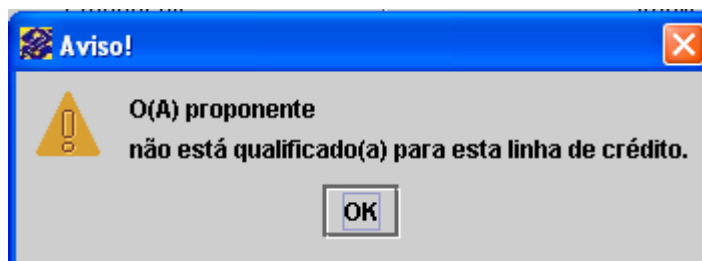 Aviso!
O(A) proponente
não está qualificado(a) para esta linha de crédito.
OK